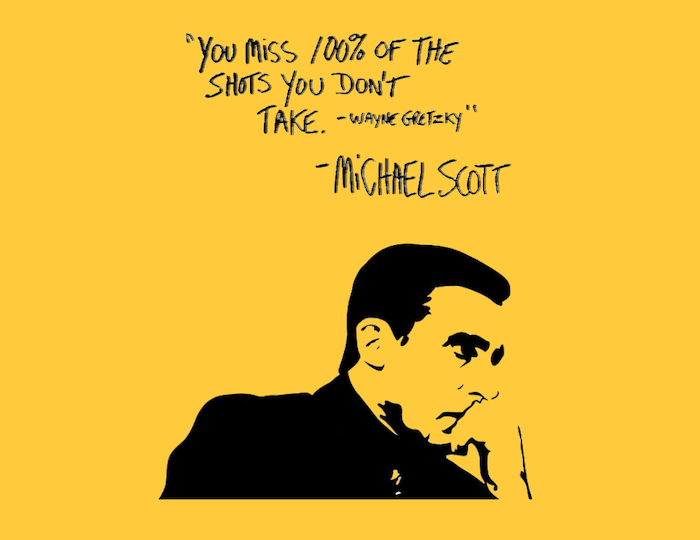 "You miss 100% OF THE
SHOTS YOU DON'T
TAKE. -WAYNE GRETZKY"
-MiCHAEL SCOTT